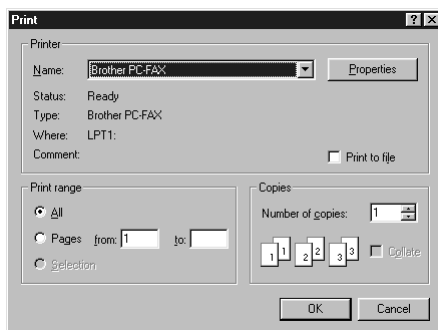 Print
Printer
Name: Brother PC-FAX Properties
Status: Ready
Type: Brother PC-FAX
Where: LPT1:
Comment: Print to file
Print range
All
Pages from: 1 to:
Selection
Copies
Number of copies: 1
1 1 2 2 3 3 Collate
OK Cancel